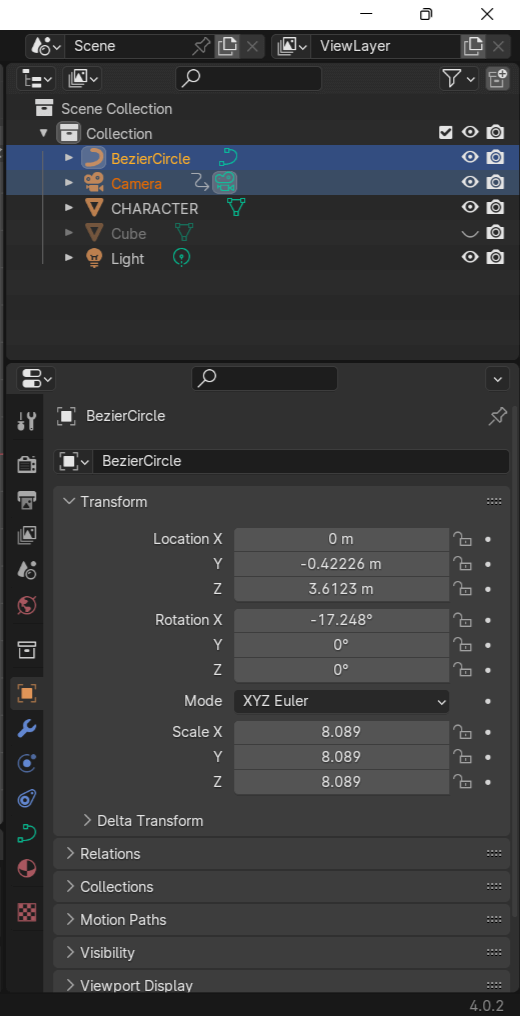 Scene
ViewLayer
Scene Collection
Collection
BezierCircle
Camera
CHARACTER
Cube
Light
BezierCircle
BezierCircle
Transform
Location X 0 m
Y -0.42226 m
Z 3.6123 m
Rotation X -17.248°
Y 0°
Z 0°
Mode XYZ Euler
Scale X 8.089
Y 8.089
Z 8.089
Delta Transform
Relations
Collections
Motion Paths
Visibility
Viewport Display
4.0.2